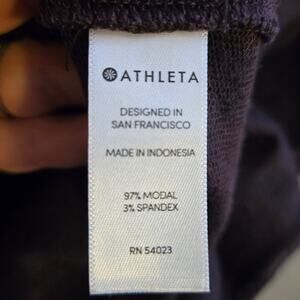 ATHLETA
DESIGNED IN
SAN FRANCISCO
MADE IN INDONESIA
97% MODAL
3% SPANDEX
RN 54023